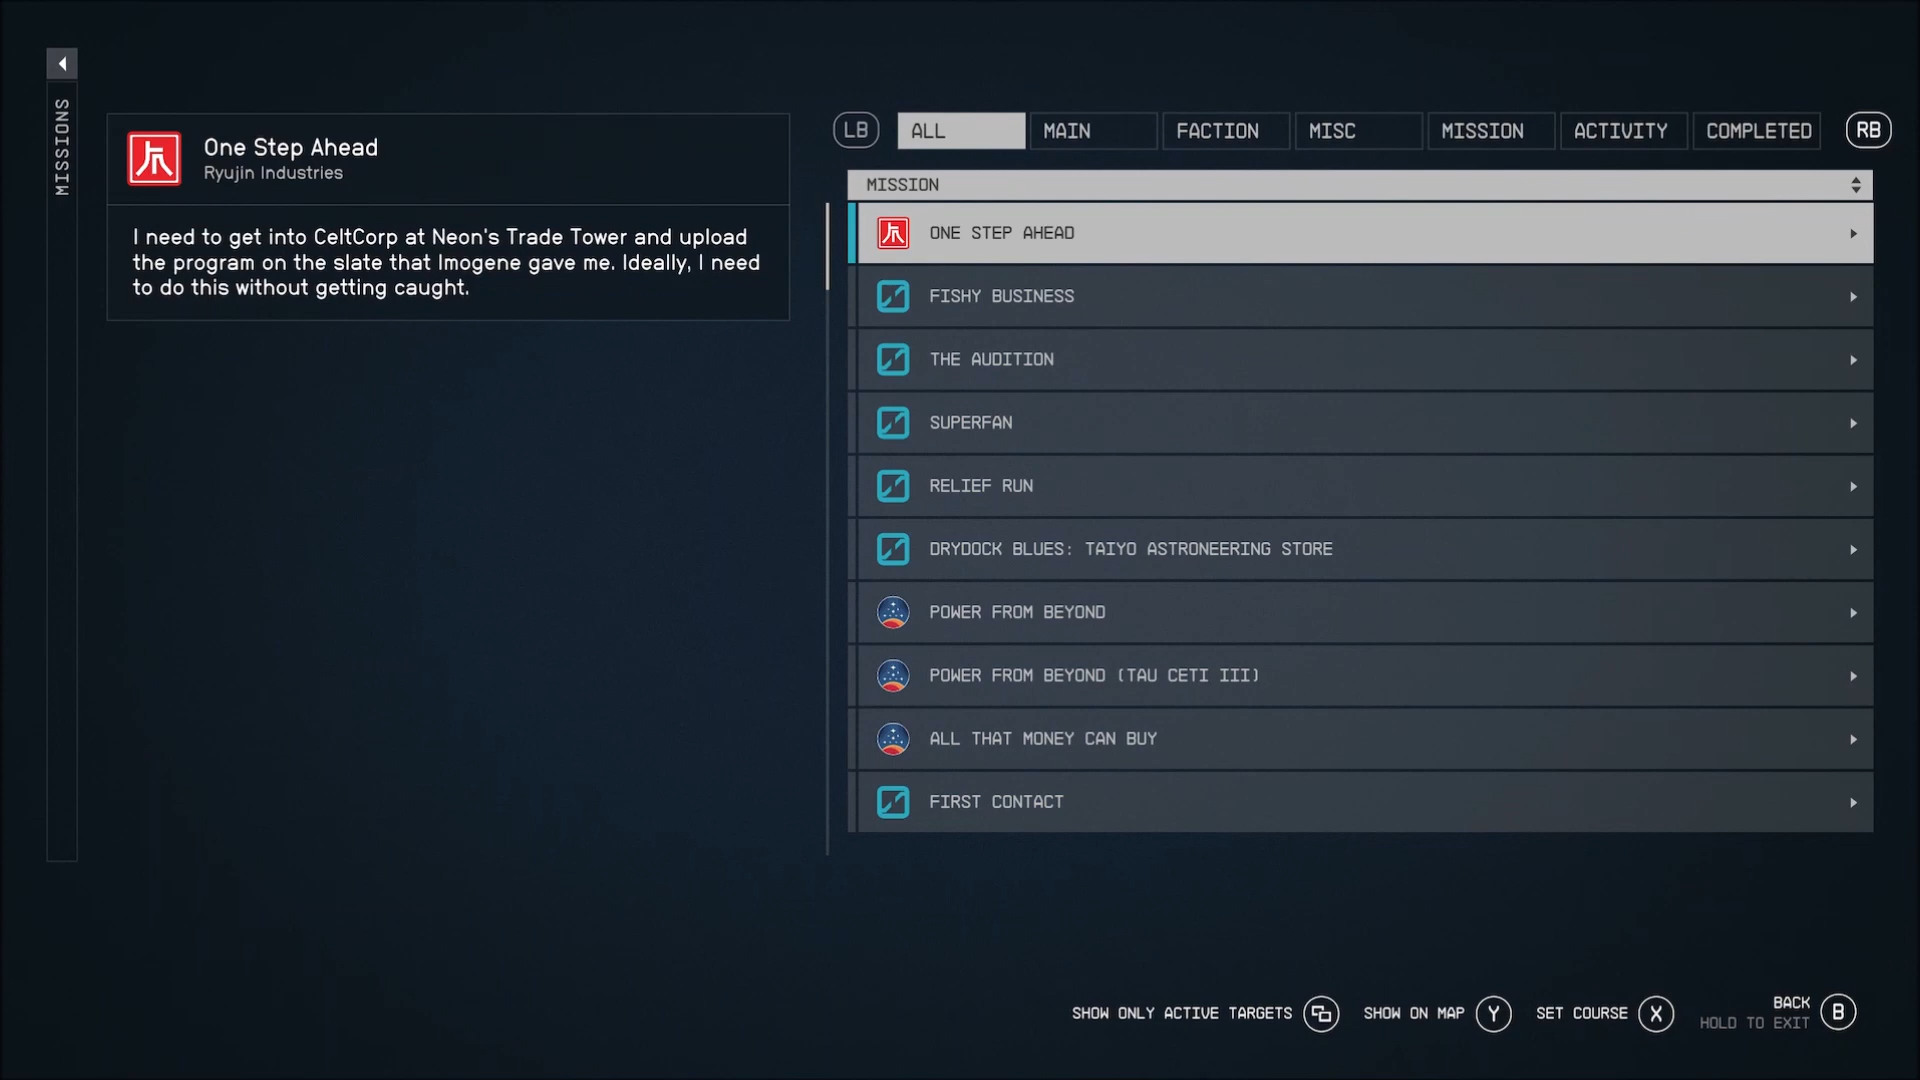 MISSIONS
One Step Ahead
Ryujin Industries
I need to get into CeltCorp at Neon's Trade Tower and upload
the program on the slate that Imogene gave me. Ideally, I need
to do this without getting caught.
LB ALL MAIN FACTION MISC MISSION ACTIVITY COMPLETED RB
MISSION
ONE STEP AHEAD
FISHY BUSINESS
THE AUDITION
SUPERFAN
RELIEF RUN
DRYDOCK BLUES: TAIYO ASTRONEERING STORE
POWER FROM BEYOND
POWER FROM BEYOND (TAU CETI III)
ALL THAT MONEY CAN BUY
FIRST CONTACT
SHOW ONLY ACTIVE TARGETS SHOW ON MAP Y SET COURSE X BACK B
HOLD TO EXIT